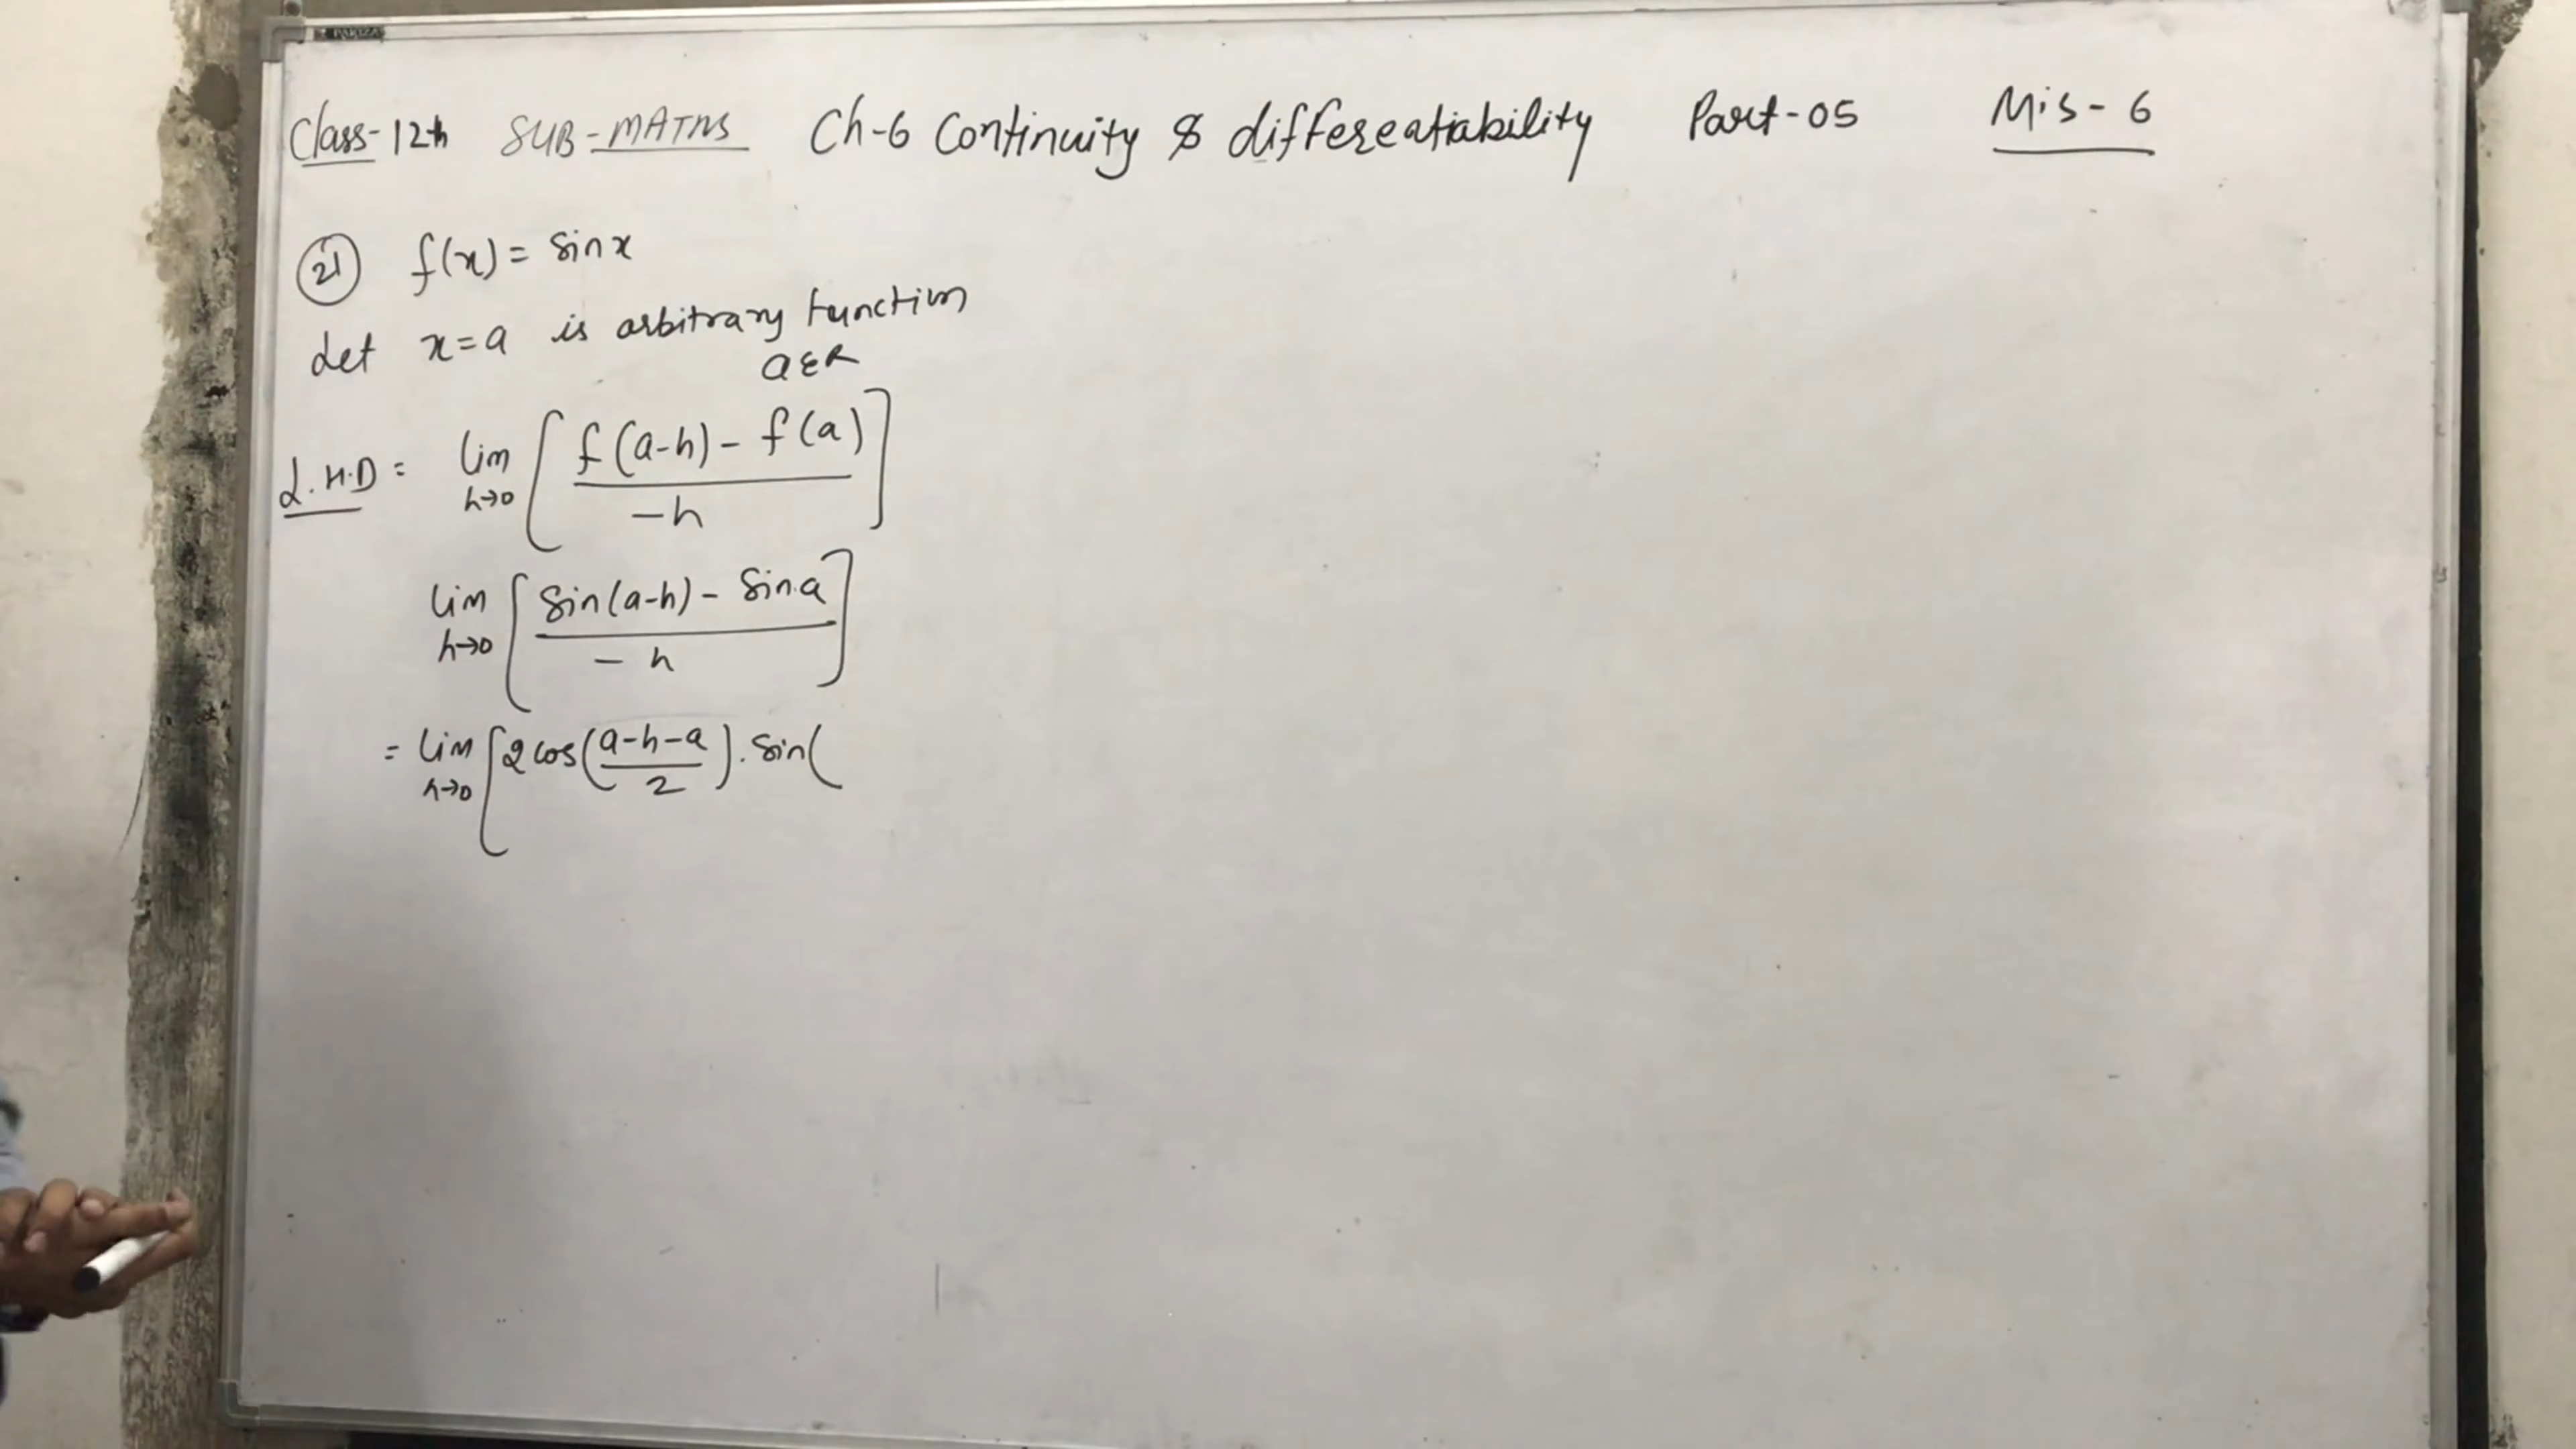 Class-12th SUB-MATHS Ch-6 Continuity & differeatiability Part-05 Mis-6
21 f(x) = Sin x
Let x=a is arbitrary function
a ∈ R
L.H.D = lim h→0 [ f(a-h) - f(a) / -h ]
lim h→0 [ Sin(a-h) - Sin a / -h ]
= lim h→0 [ 2 cos( a-h-a / 2 ) . Sin(